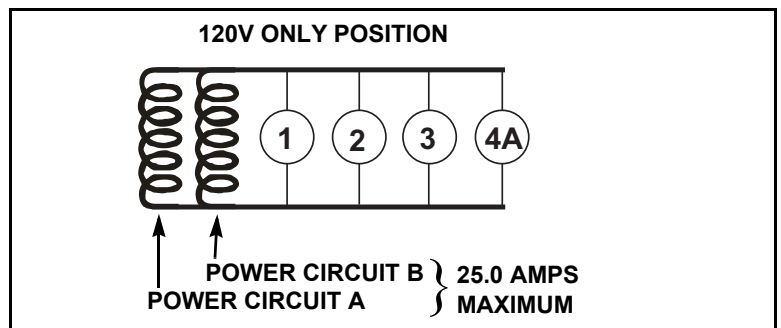 120V ONLY POSITION
1 2 3 4A
POWER CIRCUIT B } 25.0 AMPS
POWER CIRCUIT A MAXIMUM